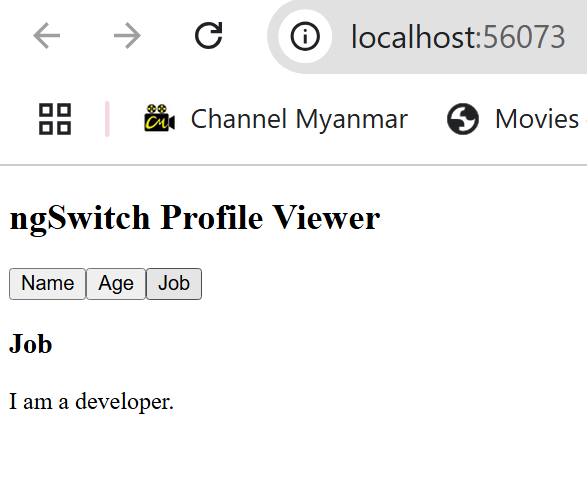 localhost:56073
Channel Myanmar Movies
ngSwitch Profile Viewer
Name Age Job
Job
I am a developer.